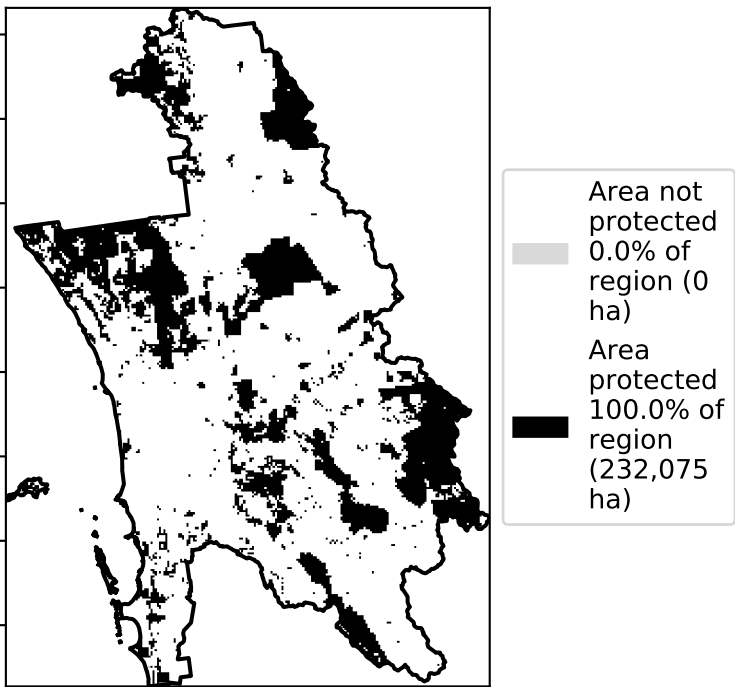 Area not
protected
0.0% of
region (0
ha)
Area
protected
100.0% of
region
(232,075
ha)